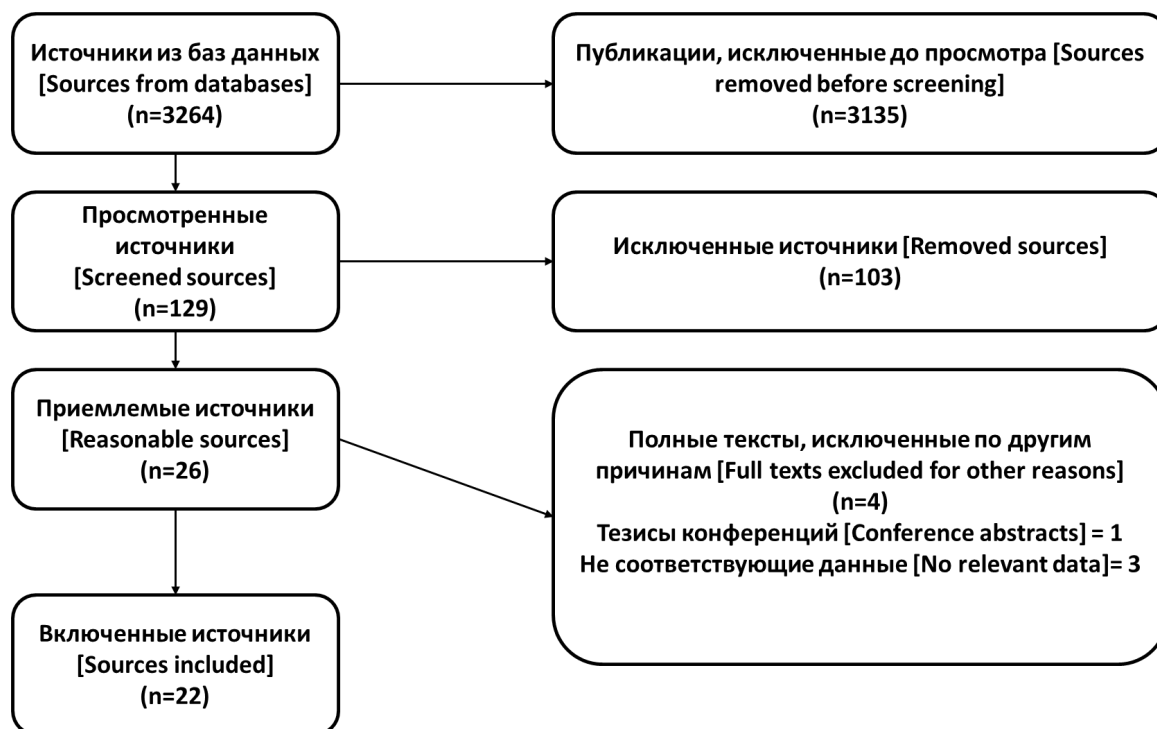 Источники из баз данных
[Sources from databases]
(n=3264)
Публикации, исключенные до просмотра [Sources
removed before screening]
(n=3135)
Просмотренные
источники
[Screened sources]
(n=129)
Исключенные источники [Removed sources]
(n=103)
Приемлемые источники
[Reasonable sources]
(n=26)
Полные тексты, исключенные по другим
причинам [Full texts excluded for other reasons]
(n=4)
Тезисы конференций [Conference abstracts] = 1
Не соответствующие данные [No relevant data]= 3
Включенные источники
[Sources included]
(n=22)